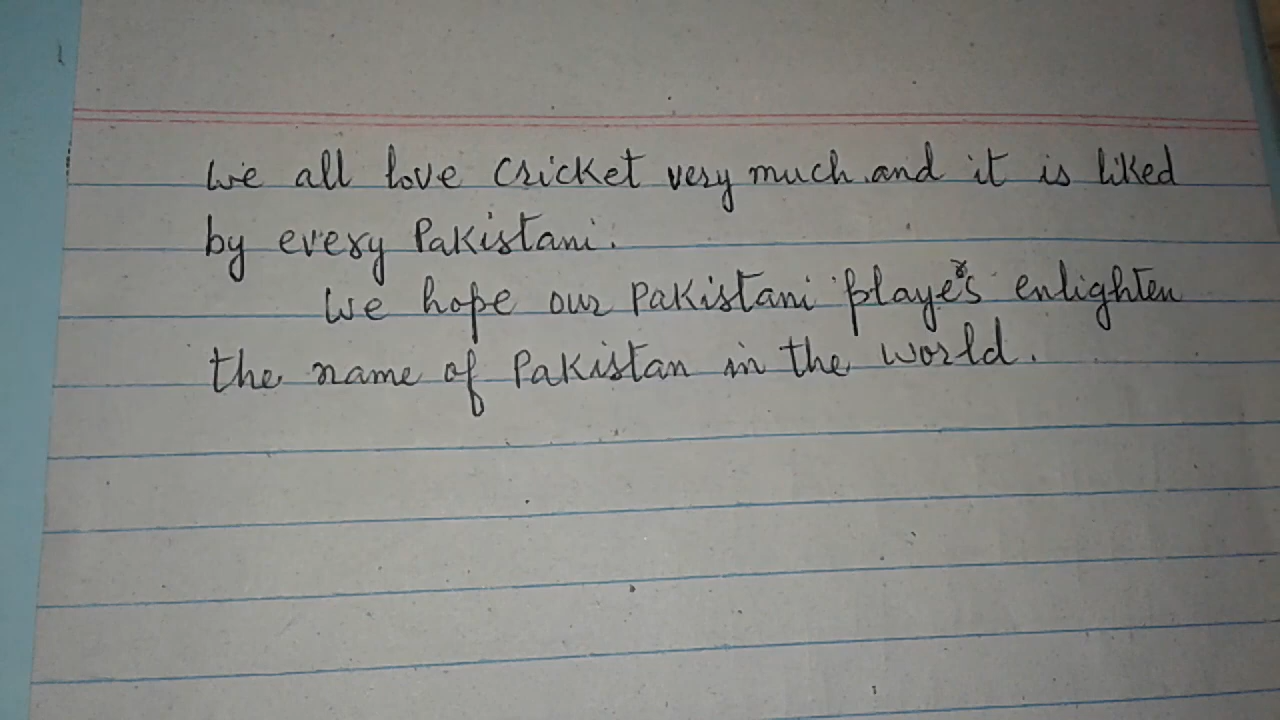 We all love Cricket very much and it is liked
by every Pakistani.
We hope our Pakistani players enlighten
the name of Pakistan in the world.